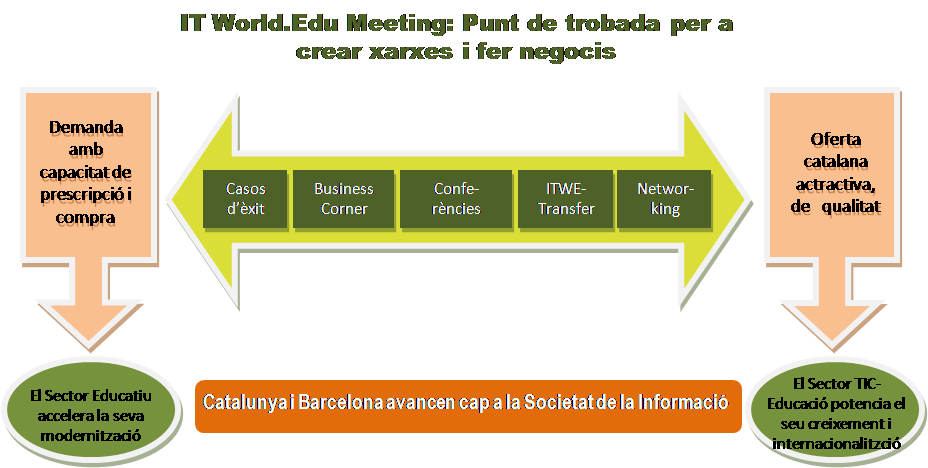 IT World.Edu Meeting: Punt de trobada per a
crear xarxes i fer negocis
Demanda
amb
capacitat de
prescripció i
compra
Casos
d'èxit
Business
Corner
Confe-
rències
ITWE-
Transfer
Networ-
king
Oferta
catalana
actractiva,
de qualitat
El Sector Educatiu
accelera la seva
modernització
Catalunya i Barcelona avancen cap a la Societat de la Informació
El Sector TIC-
Educació potencia el
seu creixement i
internacionalitzció